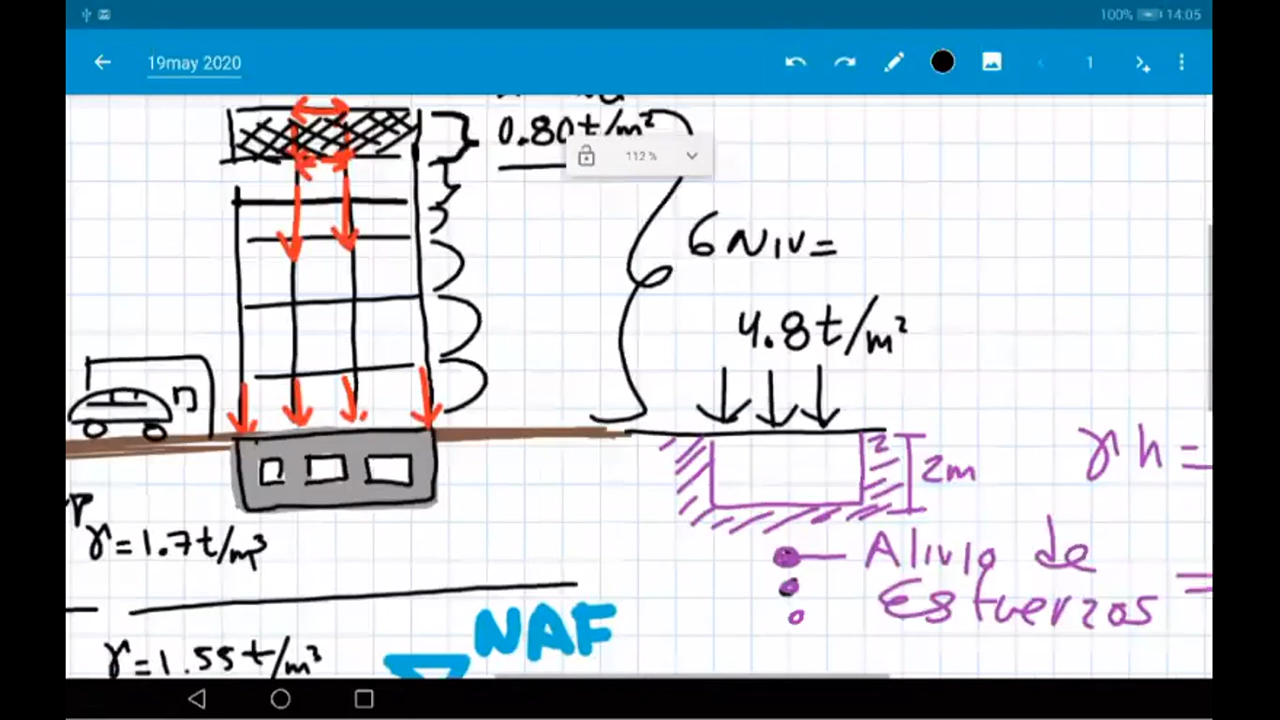 100% 14:05
19may 2020
1
0.80t/m²
112 %
6 NIV=
4.8t/m²
2m
γh=
γ=1.7t/m³
Alivio de
Esfuerzos
=
NAF
γ=1.55t/m³